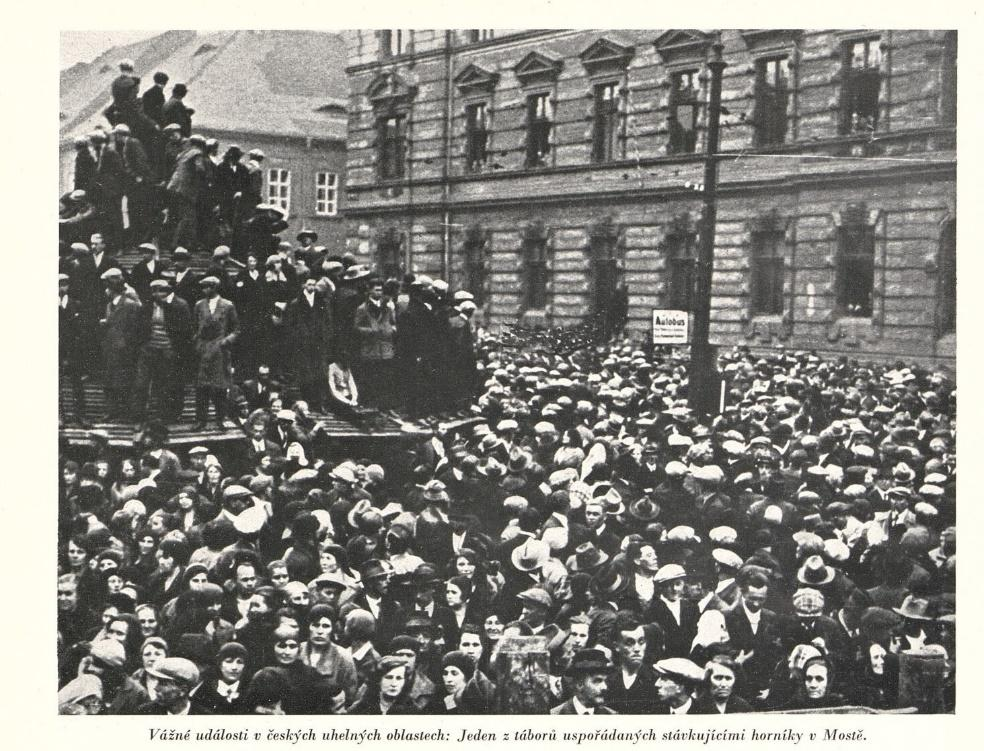 Autobus
Vážné události v českých uhelných oblastech: Jeden z táborů uspořádaných stávkujícími horníky v Mostě.